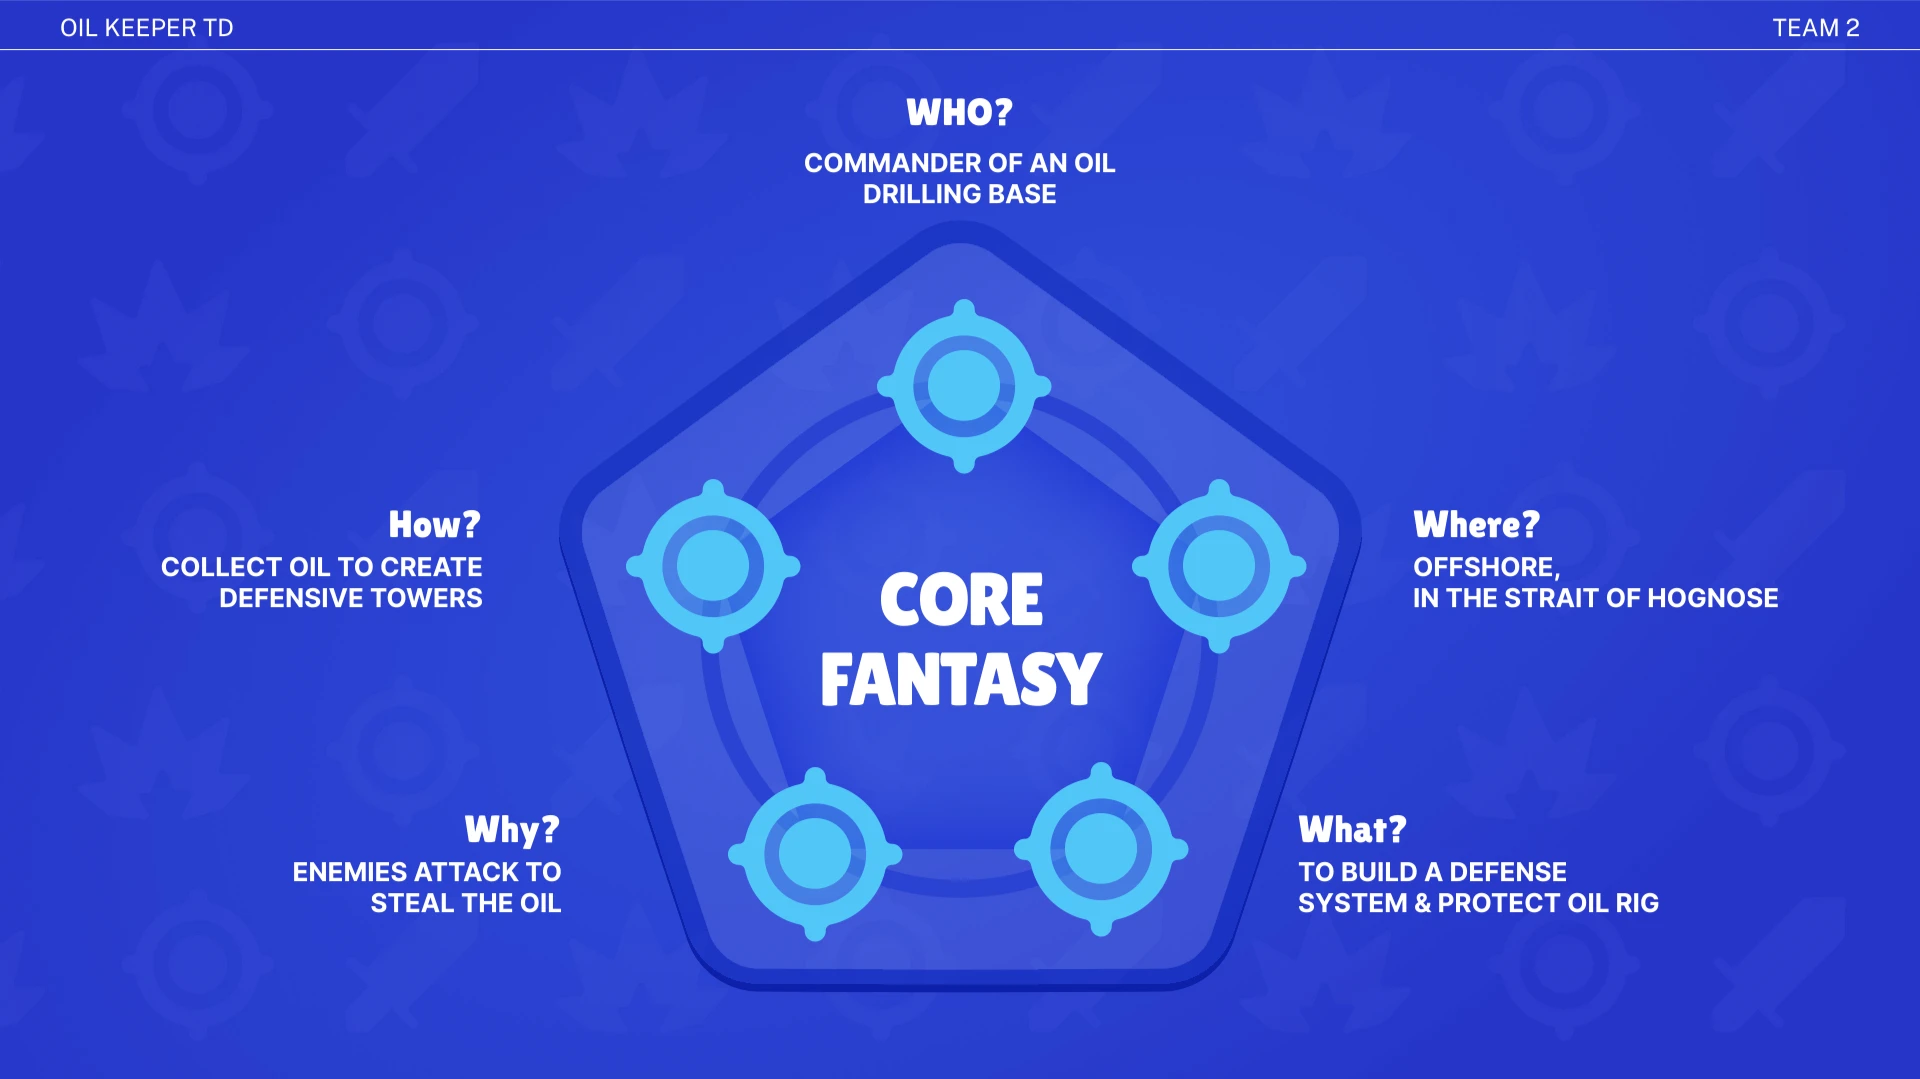 OIL KEEPER TD
TEAM 2
WHO?
COMMANDER OF AN OIL
DRILLING BASE
How?
COLLECT OIL TO CREATE
DEFENSIVE TOWERS
Where?
OFFSHORE,
IN THE STRAIT OF HOGNOSE
CORE
FANTASY
Why?
ENEMIES ATTACK TO
STEAL THE OIL
What?
TO BUILD A DEFENSE
SYSTEM & PROTECT OIL RIG